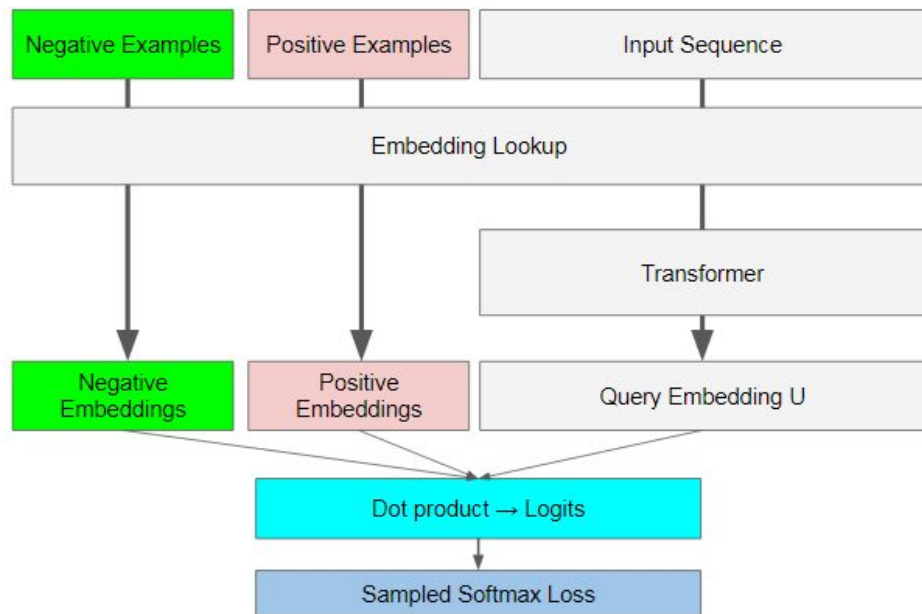 Negative Examples
Positive Examples
Input Sequence
Embedding Lookup
Transformer
Negative
Embeddings
Positive
Embeddings
Query Embedding U
Dot product → Logits
Sampled Softmax Loss